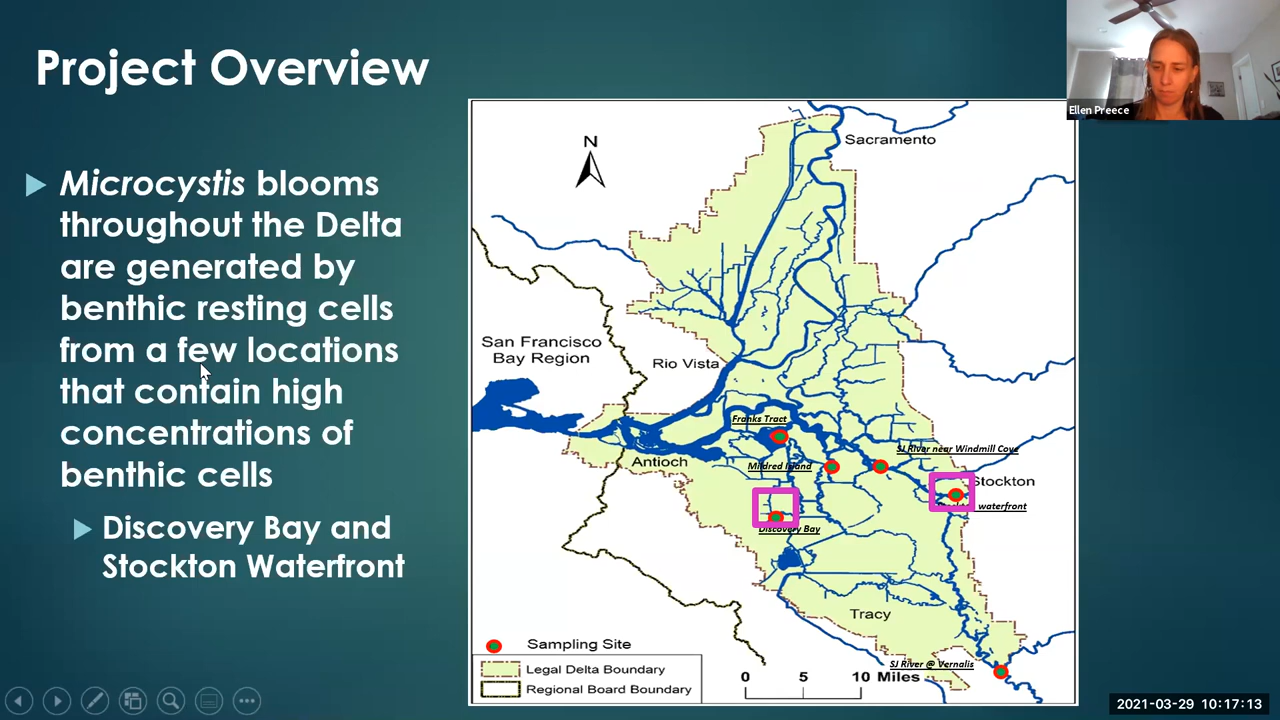 Project Overview
Microcystis blooms
throughout the Delta
are generated by
benthic resting cells
from a few locations
that contain high
concentrations of
benthic cells
Discovery Bay and
Stockton Waterfront
Ellen Preece
N
Sacramento
San Francisco
Bay Region
Rio Vista
Franks Tract
SJ River near Windmill Cove
Antioch
Mildred Island
Stockton
waterfront
Discovery Bay
Tracy
SJ River @ Vernalis
Sampling Site
Legal Delta Boundary
Regional Board Boundary
0 5 10 Miles
2021-03-29 10:17:13